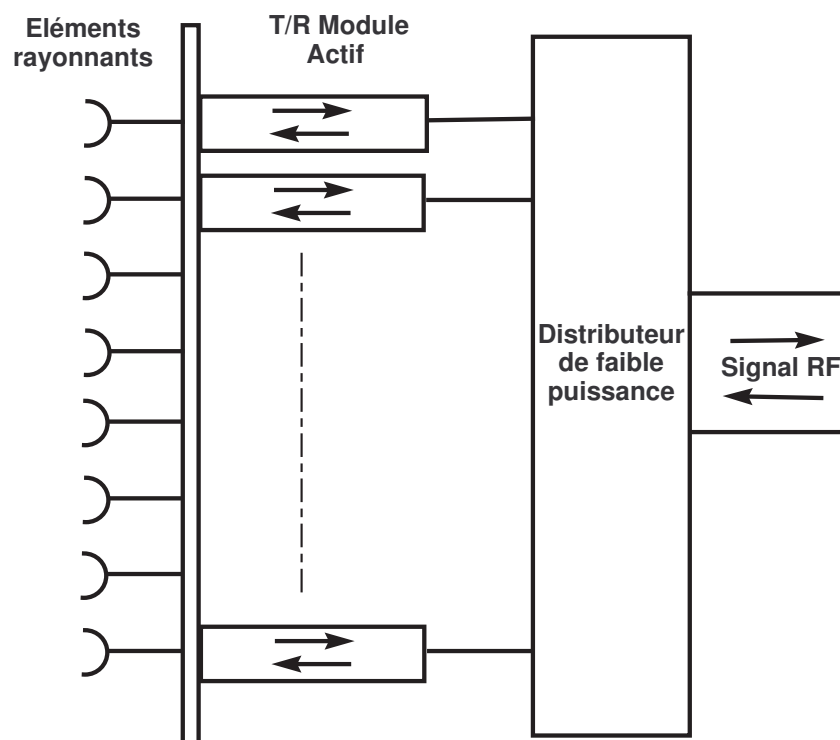 Eléments
rayonnants
T/R Module
Actif
Distributeur
de faible
puissance
Signal RF